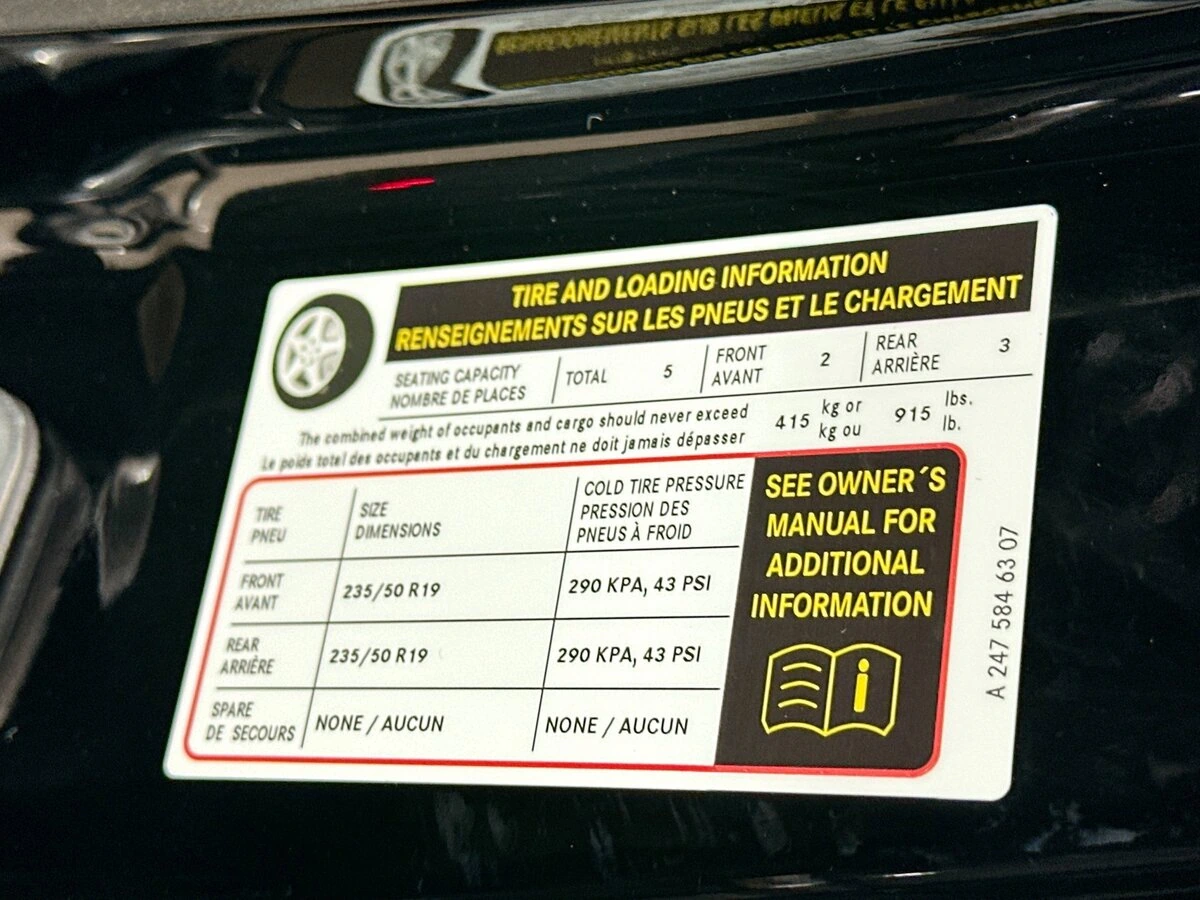 TIRE AND LOADING INFORMATION
RENSEIGNEMENTS SUR LES PNEUS ET LE CHARGEMENT
SEATING CAPACITY
NOMBRE DE PLACES
TOTAL 5
FRONT
AVANT
2
REAR
ARRIÈRE
3
The combined weight of occupants and cargo should never exceed
Le poids total des occupants et du chargement ne doit jamais dépasser
415
kg or
kg ou
915
lbs.
lb.
TIRE
PNEU
SIZE
DIMENSIONS
COLD TIRE PRESSURE
PRESSION DES
PNEUS À FROID
FRONT
AVANT
235/50 R19
290 KPA, 43 PSI
REAR
ARRIÈRE
235/50 R19
290 KPA, 43 PSI
SPARE
DE SECOURS
NONE / AUCUN
NONE / AUCUN
SEE OWNER´S
MANUAL FOR
ADDITIONAL
INFORMATION
i
A 247 584 63 07